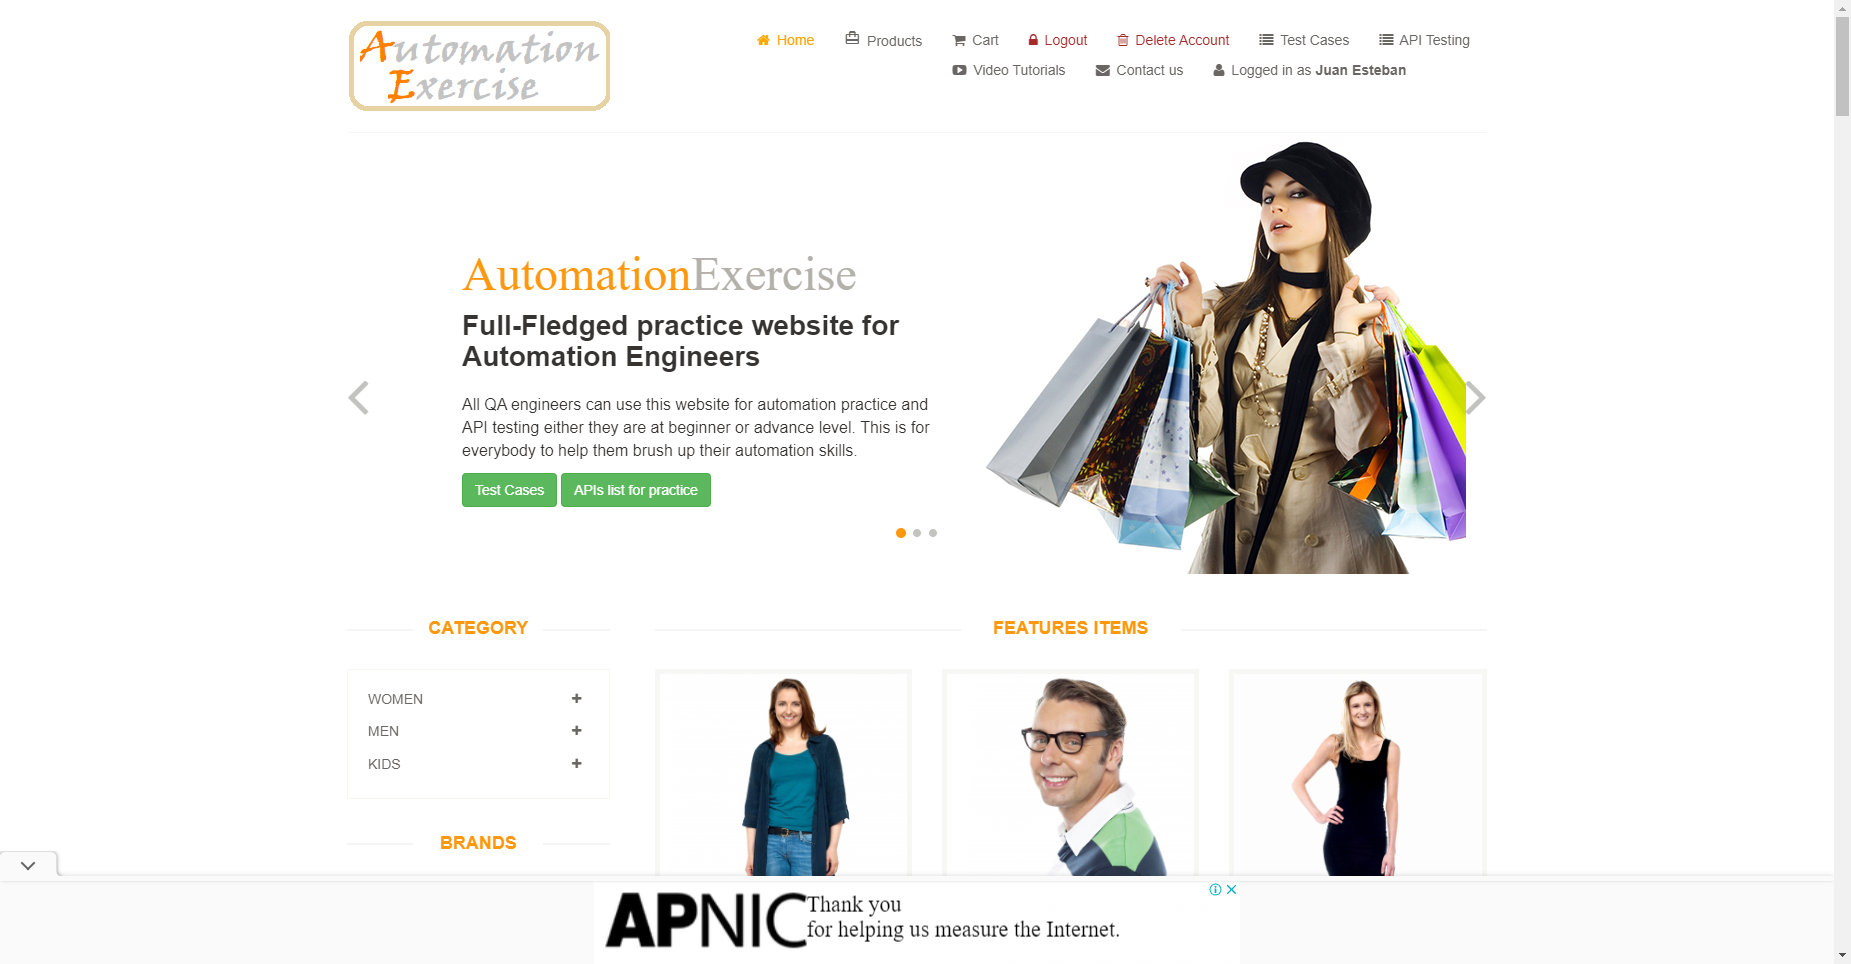 Automation
Exercise
Home Products Cart Logout Delete Account Test Cases API Testing
Video Tutorials Contact us Logged in as Juan Esteban
AutomationExercise
Full-Fledged practice website for
Automation Engineers
All QA engineers can use this website for automation practice and
API testing either they are at beginner or advance level. This is for
everybody to help them brush up their automation skills.
Test Cases APIs list for practice
CATEGORY
WOMEN
MEN
KIDS
BRANDS
FEATURES ITEMS
APNIC
Thank you
for helping us measure the Internet.